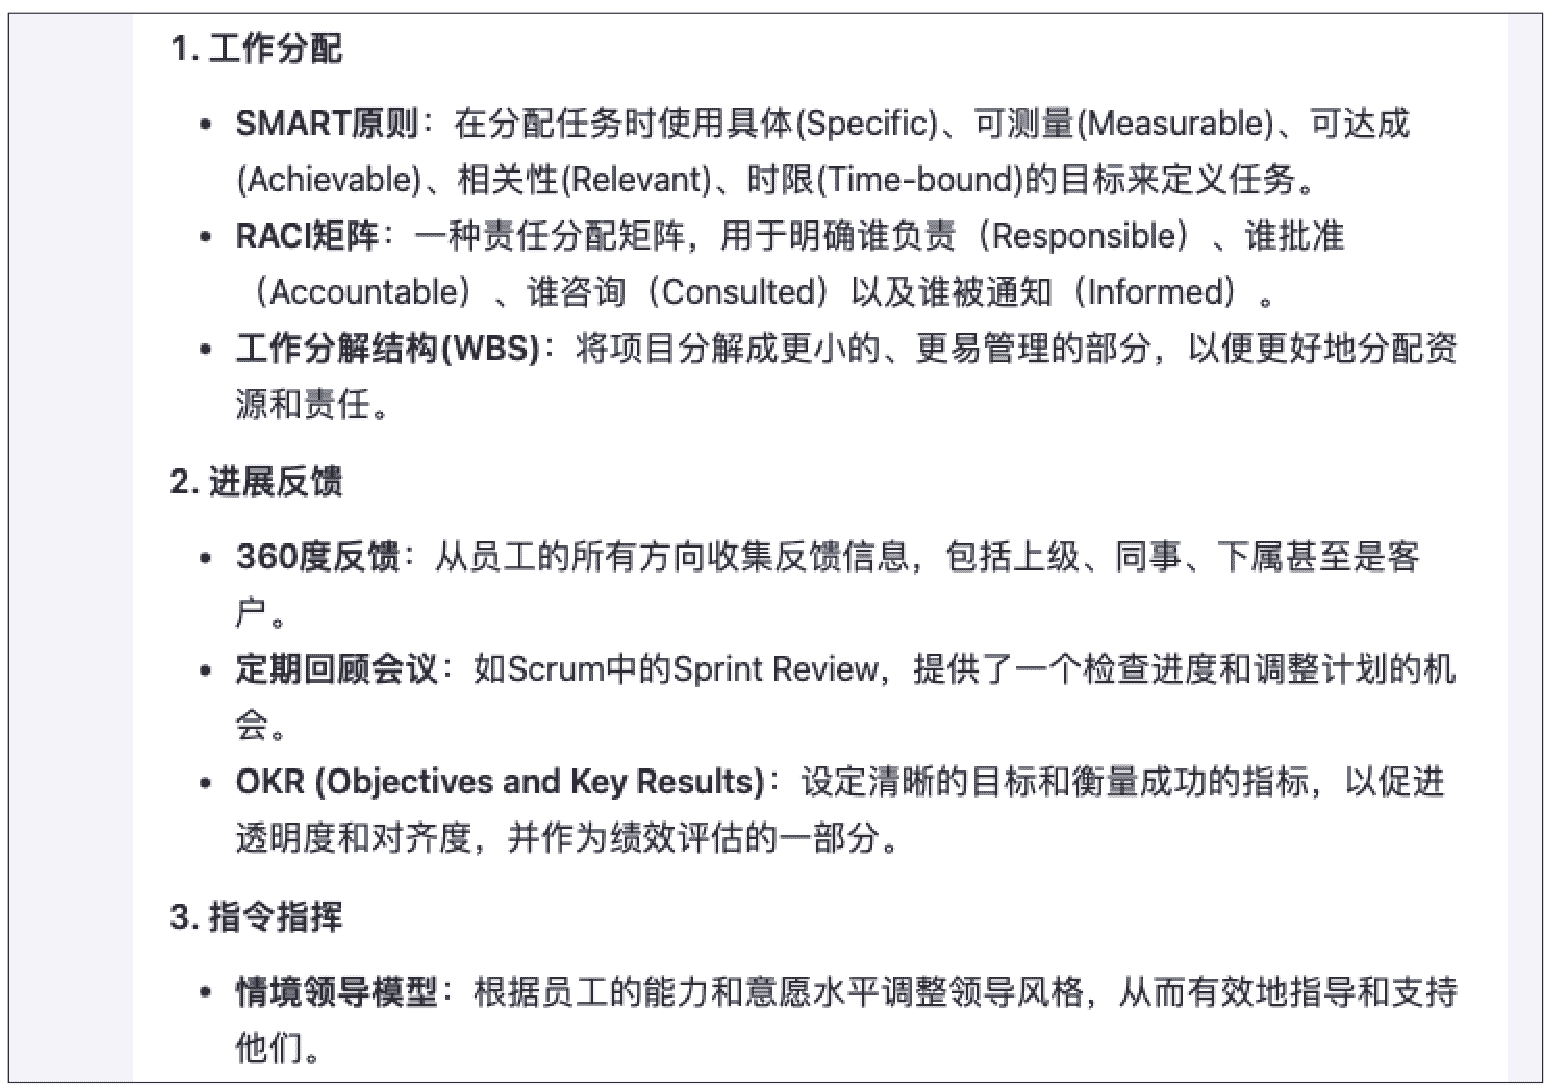 1. 工作分配
• SMART原则：在分配任务时使用具体(Specific)、可测量(Measurable)、可达成
(Achievable)、相关性(Relevant)、时限(Time-bound)的目标来定义任务。
• RACI矩阵：一种责任分配矩阵，用于明确谁负责（Responsible）、谁批准
（Accountable）、谁咨询（Consulted）以及谁被通知（Informed）。
• 工作分解结构(WBS)：将项目分解成更小的、更易管理的部分，以便更好地分配资
源和责任。
2. 进展反馈
• 360度反馈：从员工的所有方向收集反馈信息，包括上级、同事、下属甚至是客
户。
• 定期回顾会议：如Scrum中的Sprint Review，提供了一个检查进度和调整计划的机
会。
• OKR (Objectives and Key Results)：设定清晰的目标和衡量成功的指标，以促进
透明度和对齐度，并作为绩效评估的一部分。
3. 指令指挥
• 情境领导模型：根据员工的能力和意愿水平调整领导风格，从而有效地指导和支持
他们。